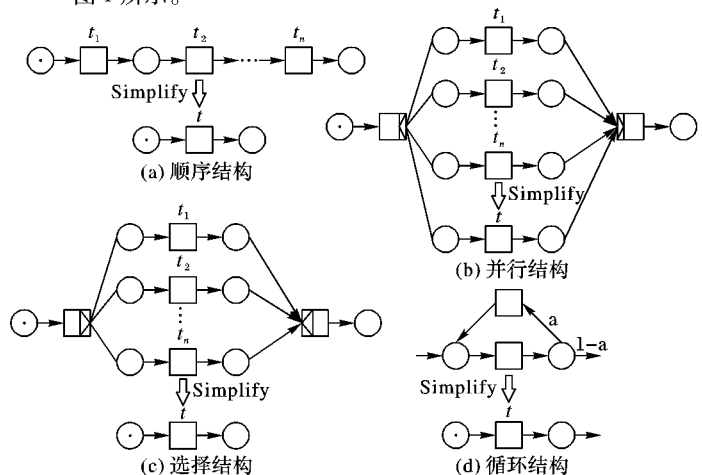 图1所示。
t₁ t₂ ··· tₙ
Simplify
t
(a) 顺序结构
t₁
t₂
⋮
tₙ
Simplify
t
(b) 并行结构
t₁
t₂
⋮
tₙ
Simplify
t
(c) 选择结构
a
1-a
Simplify
t
(d) 循环结构